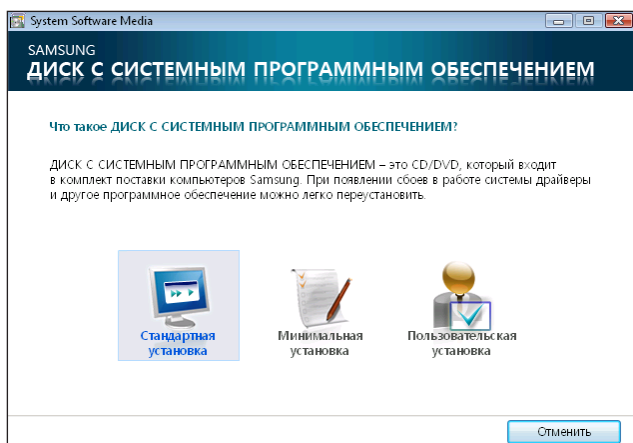 System Software Media
SAMSUNG
ДИСК С СИСТЕМНЫМ ПРОГРАММНЫМ ОБЕСПЕЧЕНИЕМ
Что такое ДИСК С СИСТЕМНЫМ ПРОГРАММНЫМ ОБЕСПЕЧЕНИЕМ?
ДИСК С СИСТЕМНЫМ ПРОГРАММНЫМ ОБЕСПЕЧЕНИЕМ – это CD/DVD, который входит
в комплект поставки компьютеров Samsung. При появлении сбоев в работе системы драйверы
и другое программное обеспечение можно легко переустановить.
Стандартная
установка
Минимальная
установка
Пользовательская
установка
Отменить